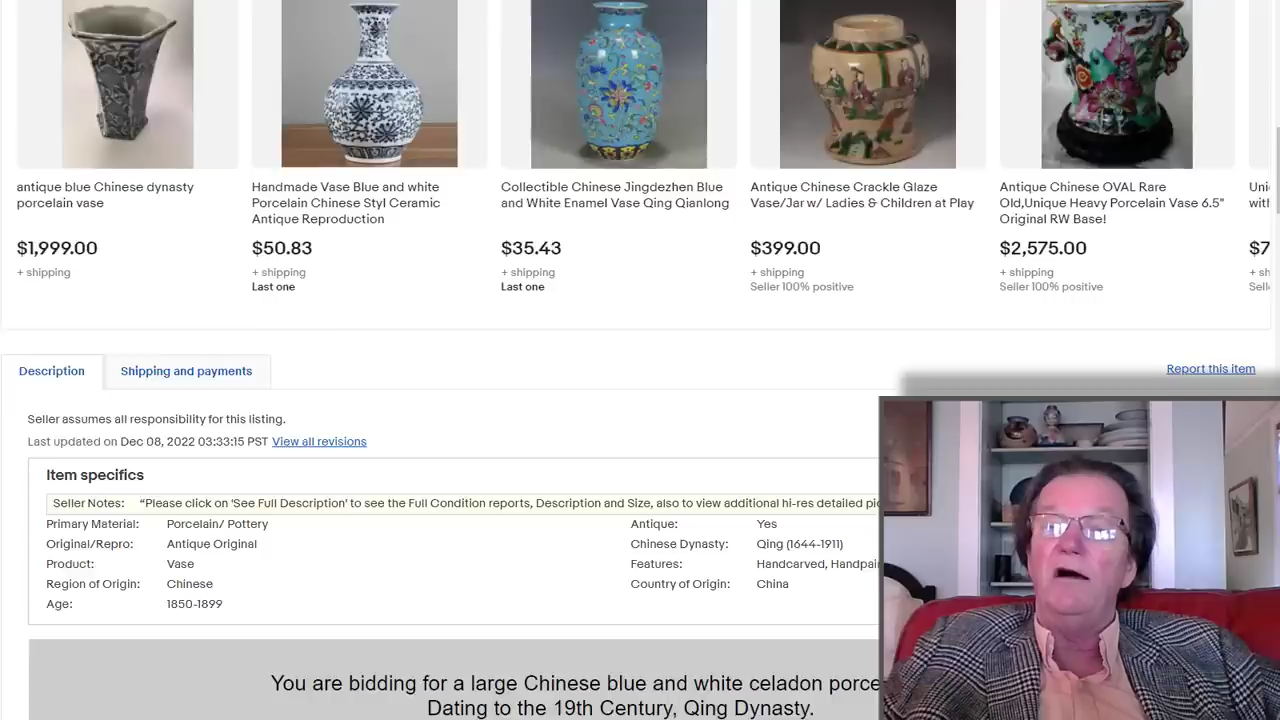 antique blue Chinese dynasty
porcelain vase
$1,999.00
+ shipping
Handmade Vase Blue and white
Porcelain Chinese Styl Ceramic
Antique Reproduction
$50.83
+ shipping
Last one
Collectible Chinese Jingdezhen Blue
and White Enamel Vase Qing Qianlong
$35.43
+ shipping
Last one
Antique Chinese Crackle Glaze
Vase/Jar w/ Ladies & Children at Play
$399.00
+ shipping
Seller 100% positive
Antique Chinese OVAL Rare
Old,Unique Heavy Porcelain Vase 6.5"
Original RW Base!
$2,575.00
+ shipping
Seller 100% positive
Uni
with
$7
+ sh
Sell
Description
Shipping and payments
Report this item
Seller assumes all responsibility for this listing.
Last updated on Dec 08, 2022 03:33:15 PST View all revisions
Item specifics
Seller Notes: “Please click on 'See Full Description' to see the Full Condition reports, Description and Size, also to view additional hi-res detailed pic
Primary Material: Porcelain/ Pottery Antique: Yes
Original/Repro: Antique Original Chinese Dynasty: Qing (1644-1911)
Product: Vase Features: Handcarved, Handpain
Region of Origin: Chinese Country of Origin: China
Age: 1850-1899
You are bidding for a large Chinese blue and white celadon porce
Dating to the 19th Century, Qing Dynasty.